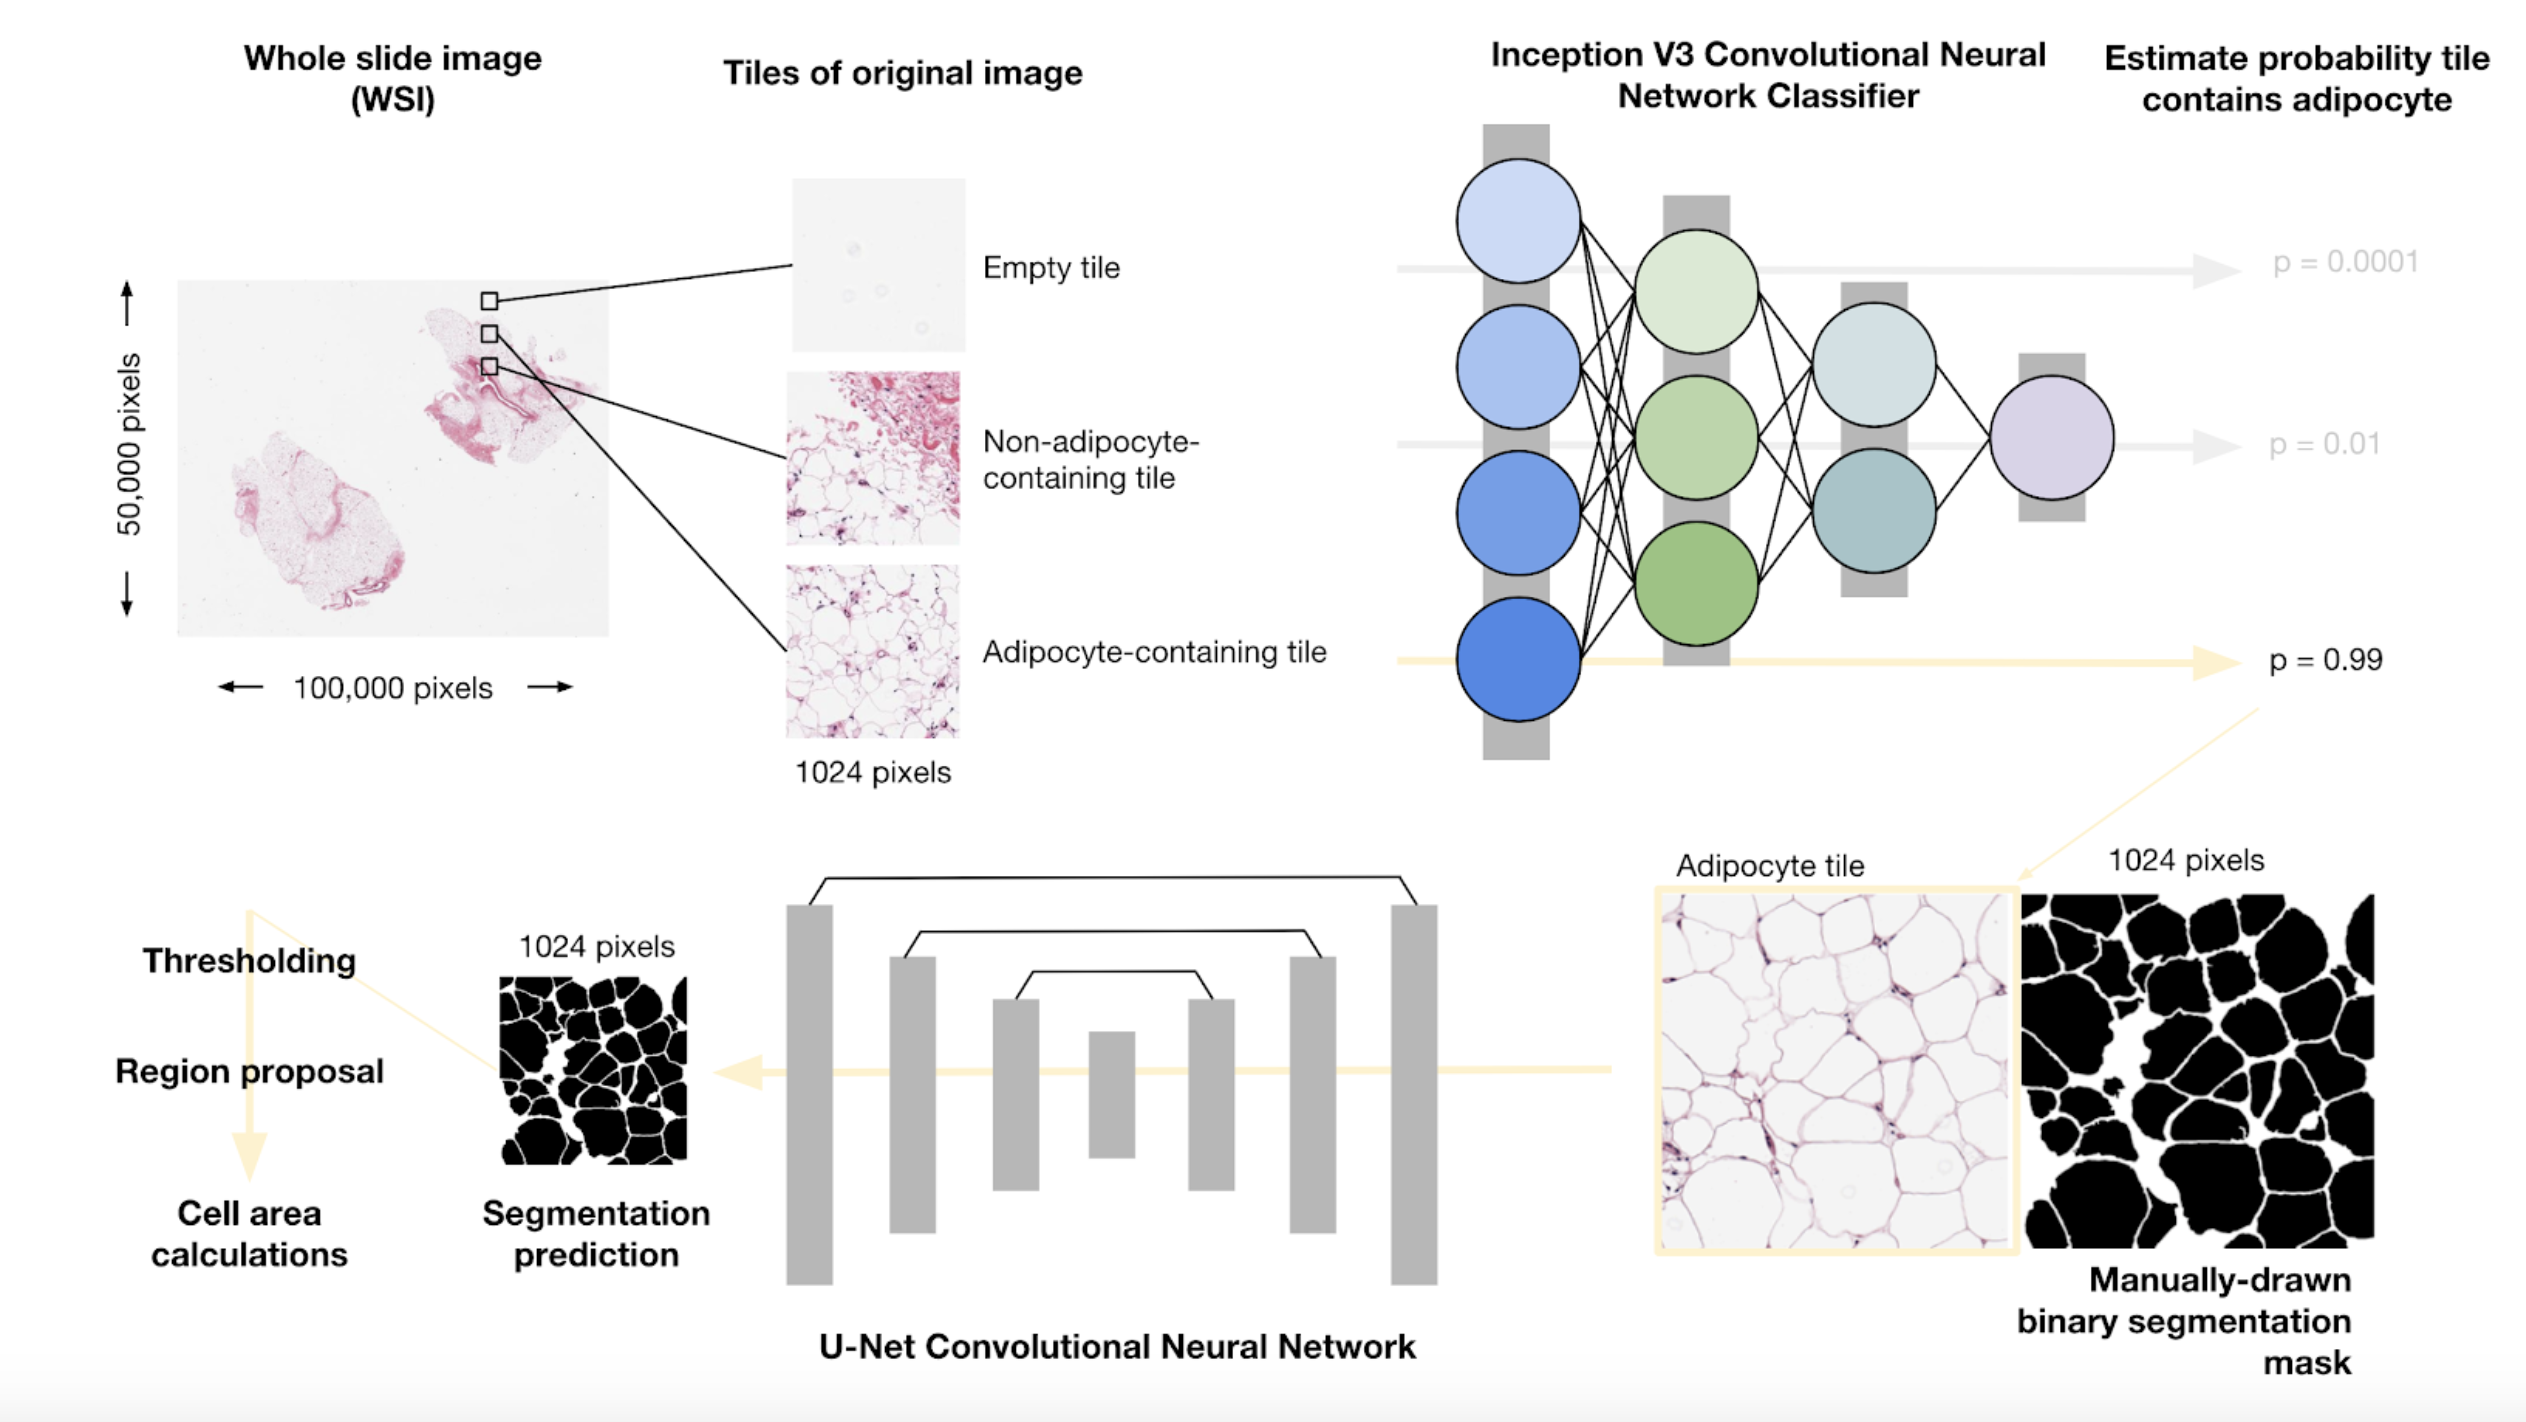 Whole slide image
(WSI)
Tiles of original image
Inception V3 Convolutional Neural
Network Classifier
Estimate probability tile
contains adipocyte
50,000 pixels
100,000 pixels
Empty tile
Non-adipocyte-
containing tile
Adipocyte-containing tile
1024 pixels
p = 0.0001
p = 0.01
p = 0.99
Adipocyte tile
1024 pixels
Manually-drawn
binary segmentation
mask
U-Net Convolutional Neural Network
1024 pixels
Segmentation
prediction
Thresholding
Region proposal
Cell area
calculations